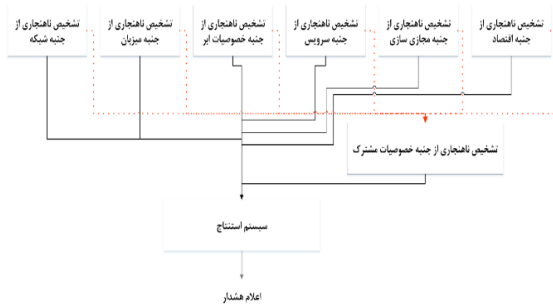 تشخیص ناهنجاری از
جنبه اقتصاد
تشخیص ناهنجاری از
جنبه مجازی سازی
تشخیص ناهنجاری از
جنبه سرویس
تشخیص ناهنجاری از
جنبه خصوصیات ابر
تشخیص ناهنجاری از
جنبه میزبان
تشخیص ناهنجاری از
جنبه شبکه
تشخیص ناهنجاری از جنبه خصوصیات مشترک
سیستم استنتاج
اعلام هشدار